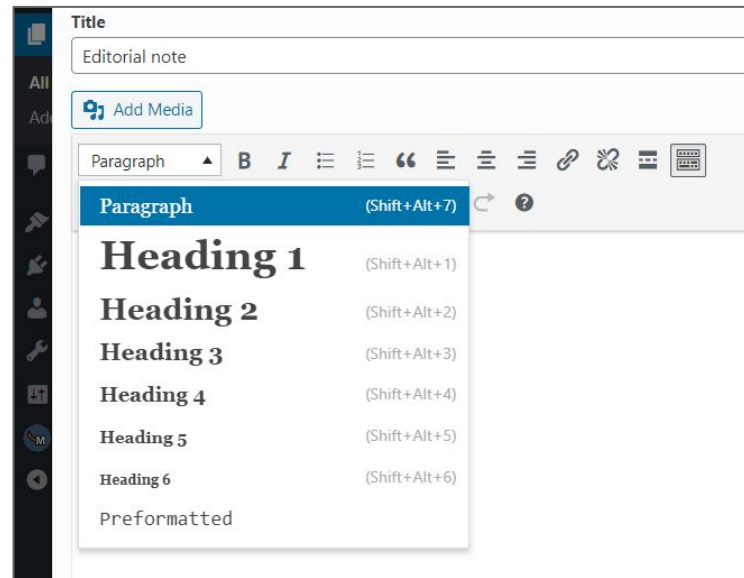 Title
Editorial note
All
Add Media
Paragraph
B I
Paragraph (Shift+Alt+7)
Heading 1 (Shift+Alt+1)
Heading 2 (Shift+Alt+2)
Heading 3 (Shift+Alt+3)
Heading 4 (Shift+Alt+4)
Heading 5 (Shift+Alt+5)
Heading 6 (Shift+Alt+6)
Preformatted
M